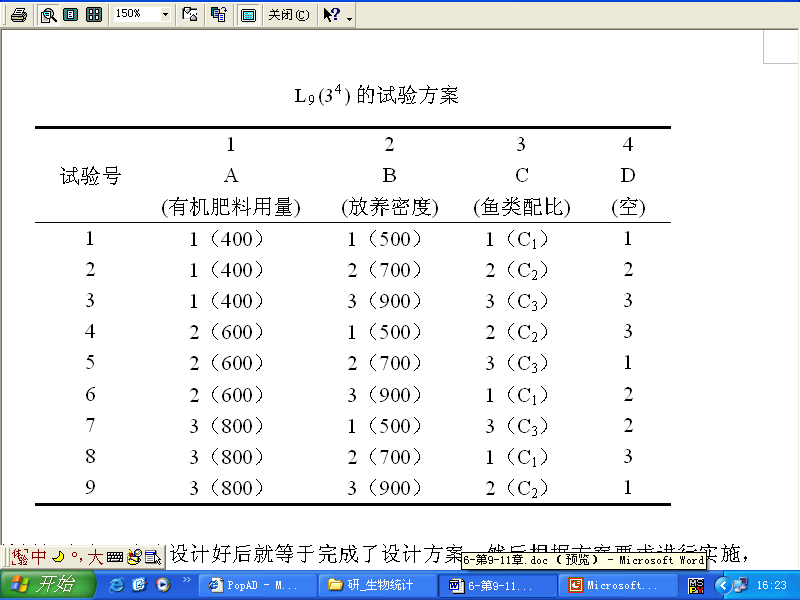 150% 关闭(C)
L9(3^4)的试验方案
1 2 3 4
试验号 A B C D
(有机肥料用量) (放养密度) (鱼类配比) (空)
1 1（400） 1（500） 1（C1） 1
2 1（400） 2（700） 2（C2） 2
3 1（400） 3（900） 3（C3） 3
4 2（600） 1（500） 2（C2） 3
5 2（600） 2（700） 3（C3） 1
6 2（600） 3（900） 1（C1） 2
7 3（800） 1（500） 3（C3） 2
8 3（800） 2（700） 1（C1） 3
9 3（800） 3（900） 2（C2） 1
中 大 设计好后就等于完成了设计方案，然后根据方案要求进行实施，
6-第9-11章.doc （预览） - Microsoft Word
开始 PopAD - M... 研_生物统计 6-第9-11... Microsoft... 16:23